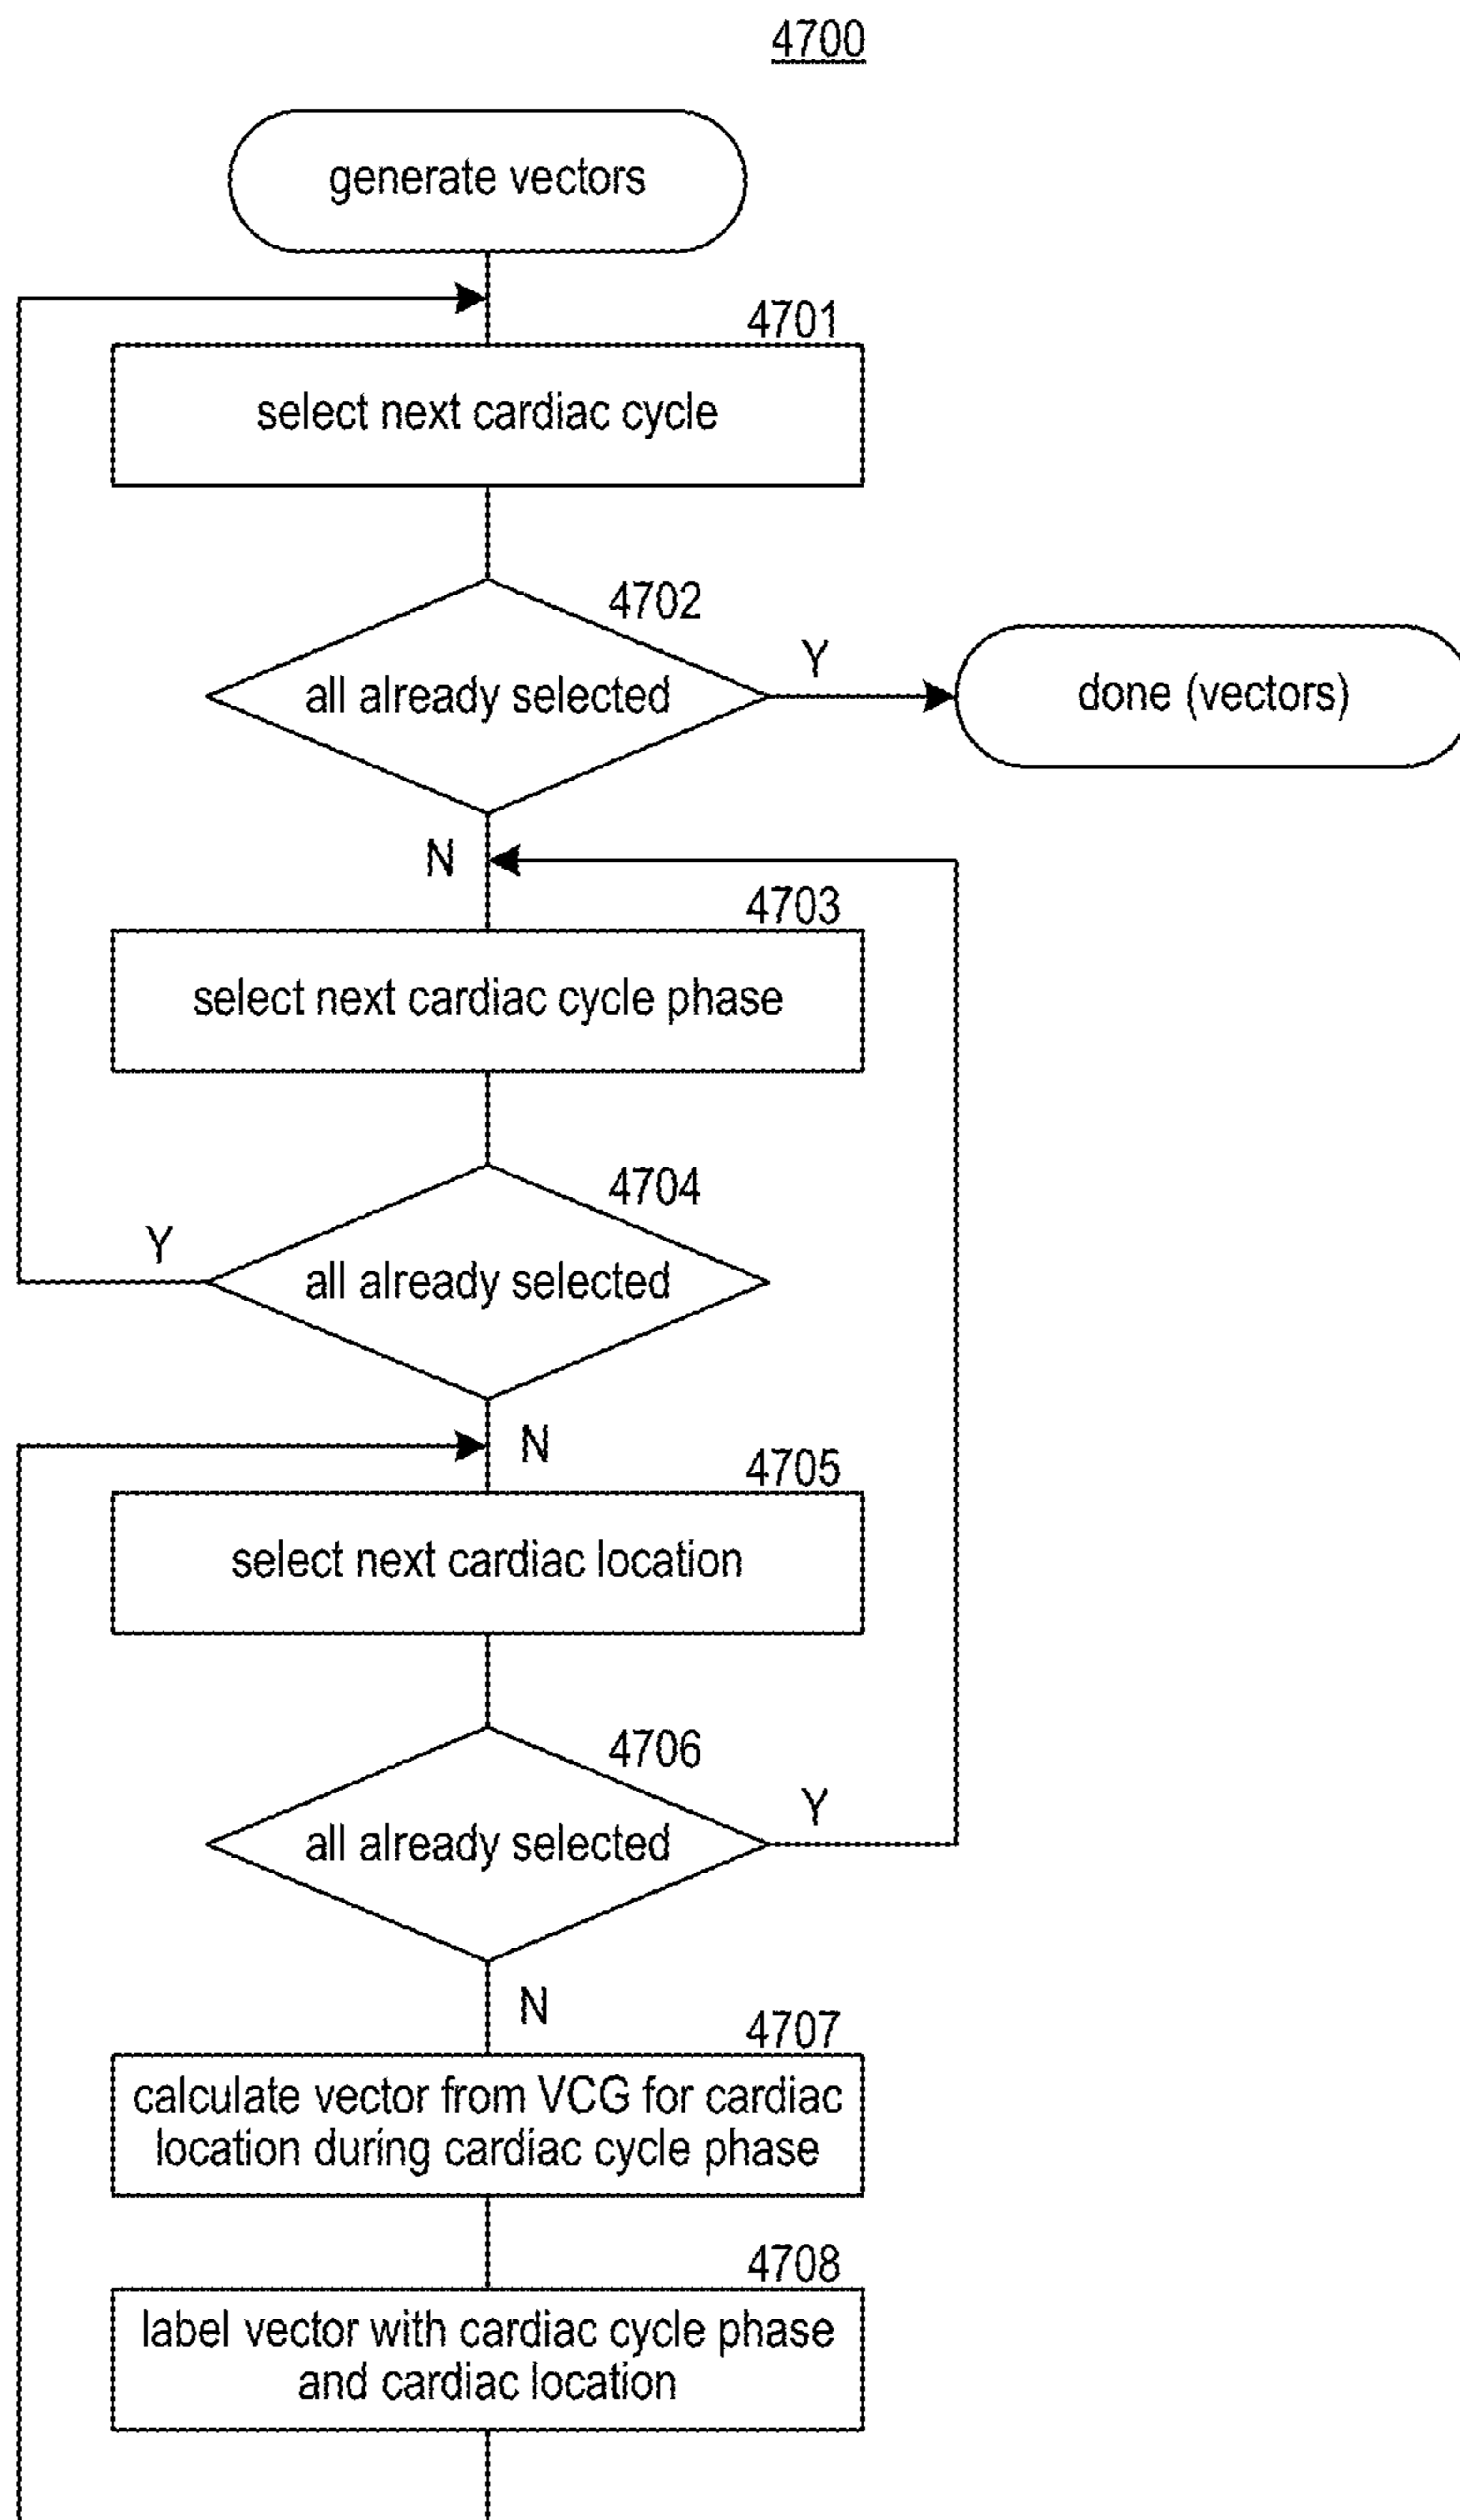 4700
generate vectors
4701
select next cardiac cycle
4702
all already selected
Y
done (vectors)
N
4703
select next cardiac cycle phase
4704
Y
all already selected
N
4705
select next cardiac location
4706
all already selected
Y
N
4707
calculate vector from VCG for cardiac
location during cardiac cycle phase
4708
label vector with cardiac cycle phase
and cardiac location